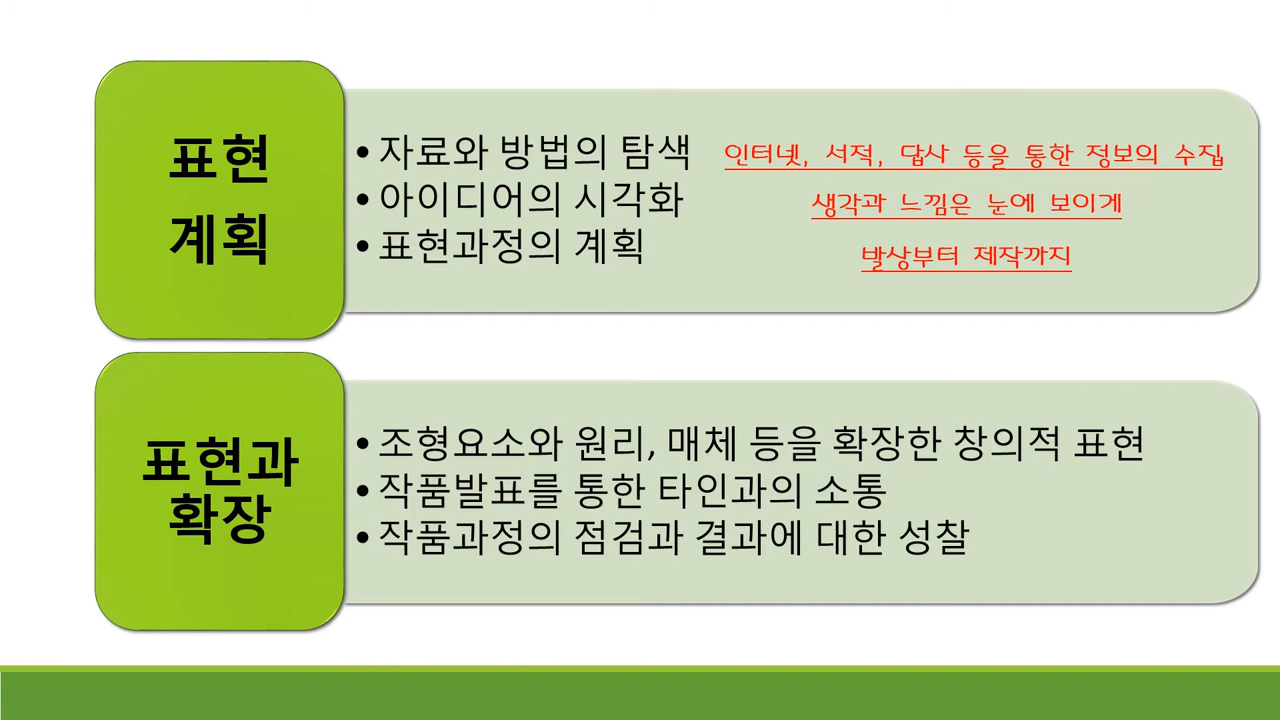 표현
계획
• 자료와 방법의 탐색 인터넷, 서적, 답사 등을 통한 정보의 수집
• 아이디어의 시각화 생각과 느낌은 눈에 보이게
• 표현과정의 계획 발상부터 제작까지
표현과
확장
• 조형요소와 원리, 매체 등을 확장한 창의적 표현
• 작품발표를 통한 타인과의 소통
• 작품과정의 점검과 결과에 대한 성찰